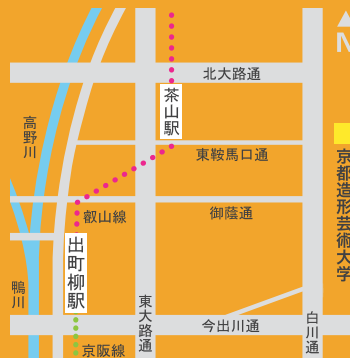 北大路通
茶山駅
高野川
東鞍馬口通
京都造形芸術大学
叡山線
御蔭通
出町柳駅
鴨川
東大路通
今出川通
白川通
京阪線